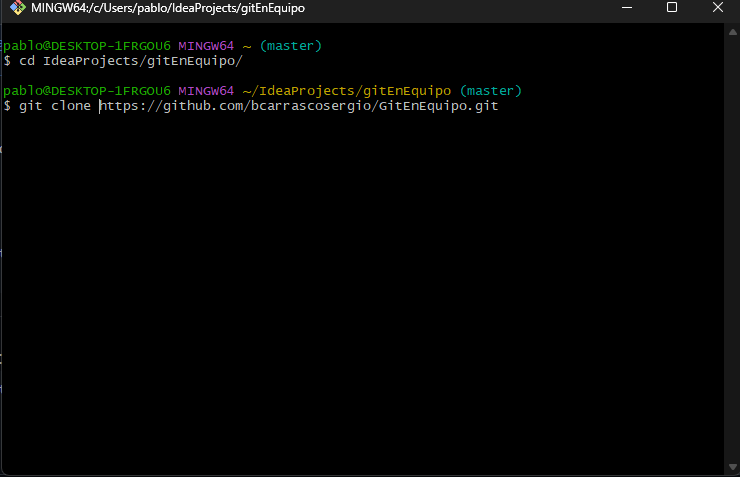 MINGW64:/c/Users/pablo/IdeaProjects/gitEnEquipo
pablo@DESKTOP-1FRGOU6 MINGW64 ~ (master)
$ cd IdeaProjects/gitEnEquipo/
pablo@DESKTOP-1FRGOU6 MINGW64 ~/IdeaProjects/gitEnEquipo (master)
$ git clone https://github.com/bcarrascosergio/GitEnEquipo.git